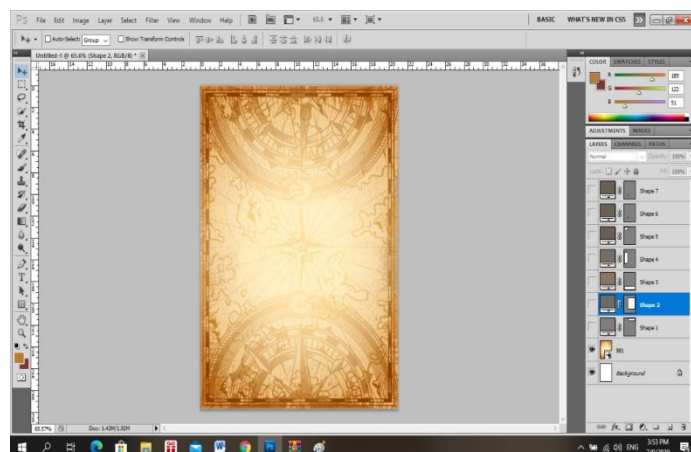 PS File Edit Image Layer Select Filter View Window Help 65.6 BASIC WHAT'S NEW IN CS5
Auto-Select: Group Show Transform Controls
Untitled-1 @ 65.6% (Shape 2, RGB/8) *
COLOR SWATCHES STYLES
R 185
G 122
B 51
ADJUSTMENTS MASKS
LAYERS CHANNELS PATHS
Normal Opacity: 100%
Lock: Fill: 100%
Shape 7
Shape 6
Shape 5
Shape 4
Shape 3
Shape 2
Shape 1
Background
65.57% Doc: 1.43M/1.92M
ENG 3:53 PM